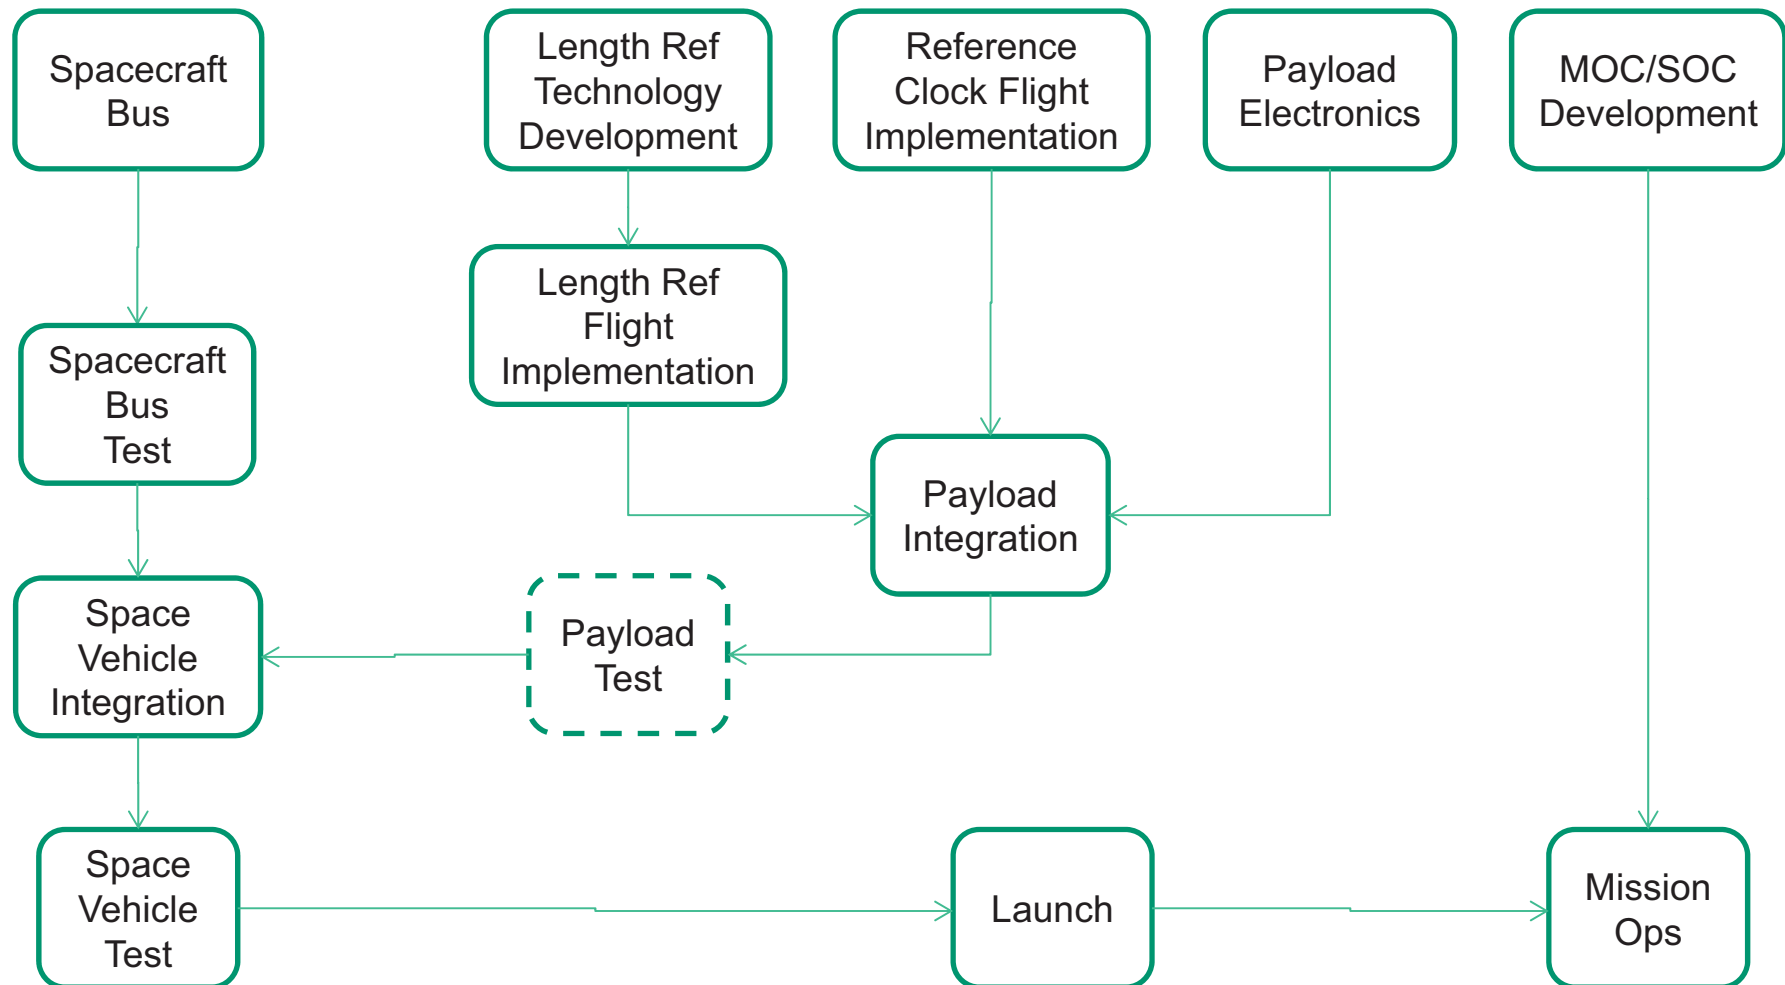 Spacecraft
Bus
Length Ref
Technology
Development
Reference
Clock Flight
Implementation
Payload
Electronics
MOC/SOC
Development
Length Ref
Flight
Implementation
Spacecraft
Bus
Test
Payload
Integration
Space
Vehicle
Integration
Payload
Test
Space
Vehicle
Test
Launch
Mission
Ops